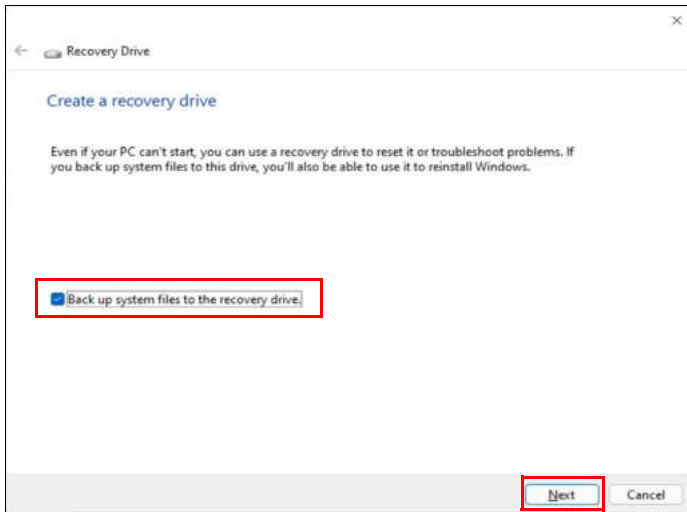 Recovery Drive
Create a recovery drive
Even if your PC can't start, you can use a recovery drive to reset it or troubleshoot problems. If
you back up system files to this drive, you'll also be able to use it to reinstall Windows.
Back up system files to the recovery drive.
Next
Cancel